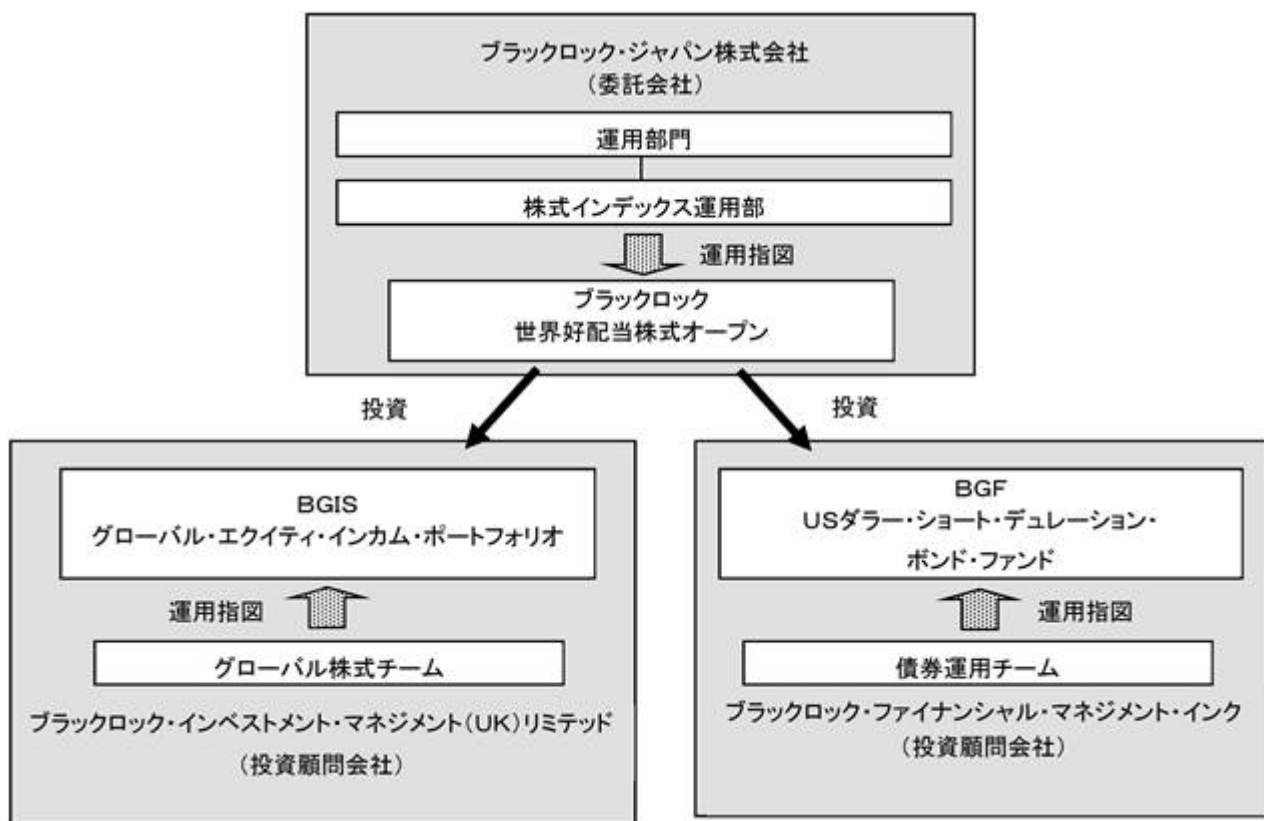 ブラックロック・ジャパン株式会社
（委託会社）
運用部門
株式インデックス運用部
運用指図
ブラックロック
世界好配当株式オープン
投資
投資
BGIS
グローバル・エクイティ・インカム・ポートフォリオ
運用指図
グローバル株式チーム
ブラックロック・インベストメント・マネジメント（UK）リミテッド
（投資顧問会社）
BGF
USダラー・ショート・デュレーション・
ボンド・ファンド
運用指図
債券運用チーム
ブラックロック・ファイナンシャル・マネジメント・インク
（投資顧問会社）